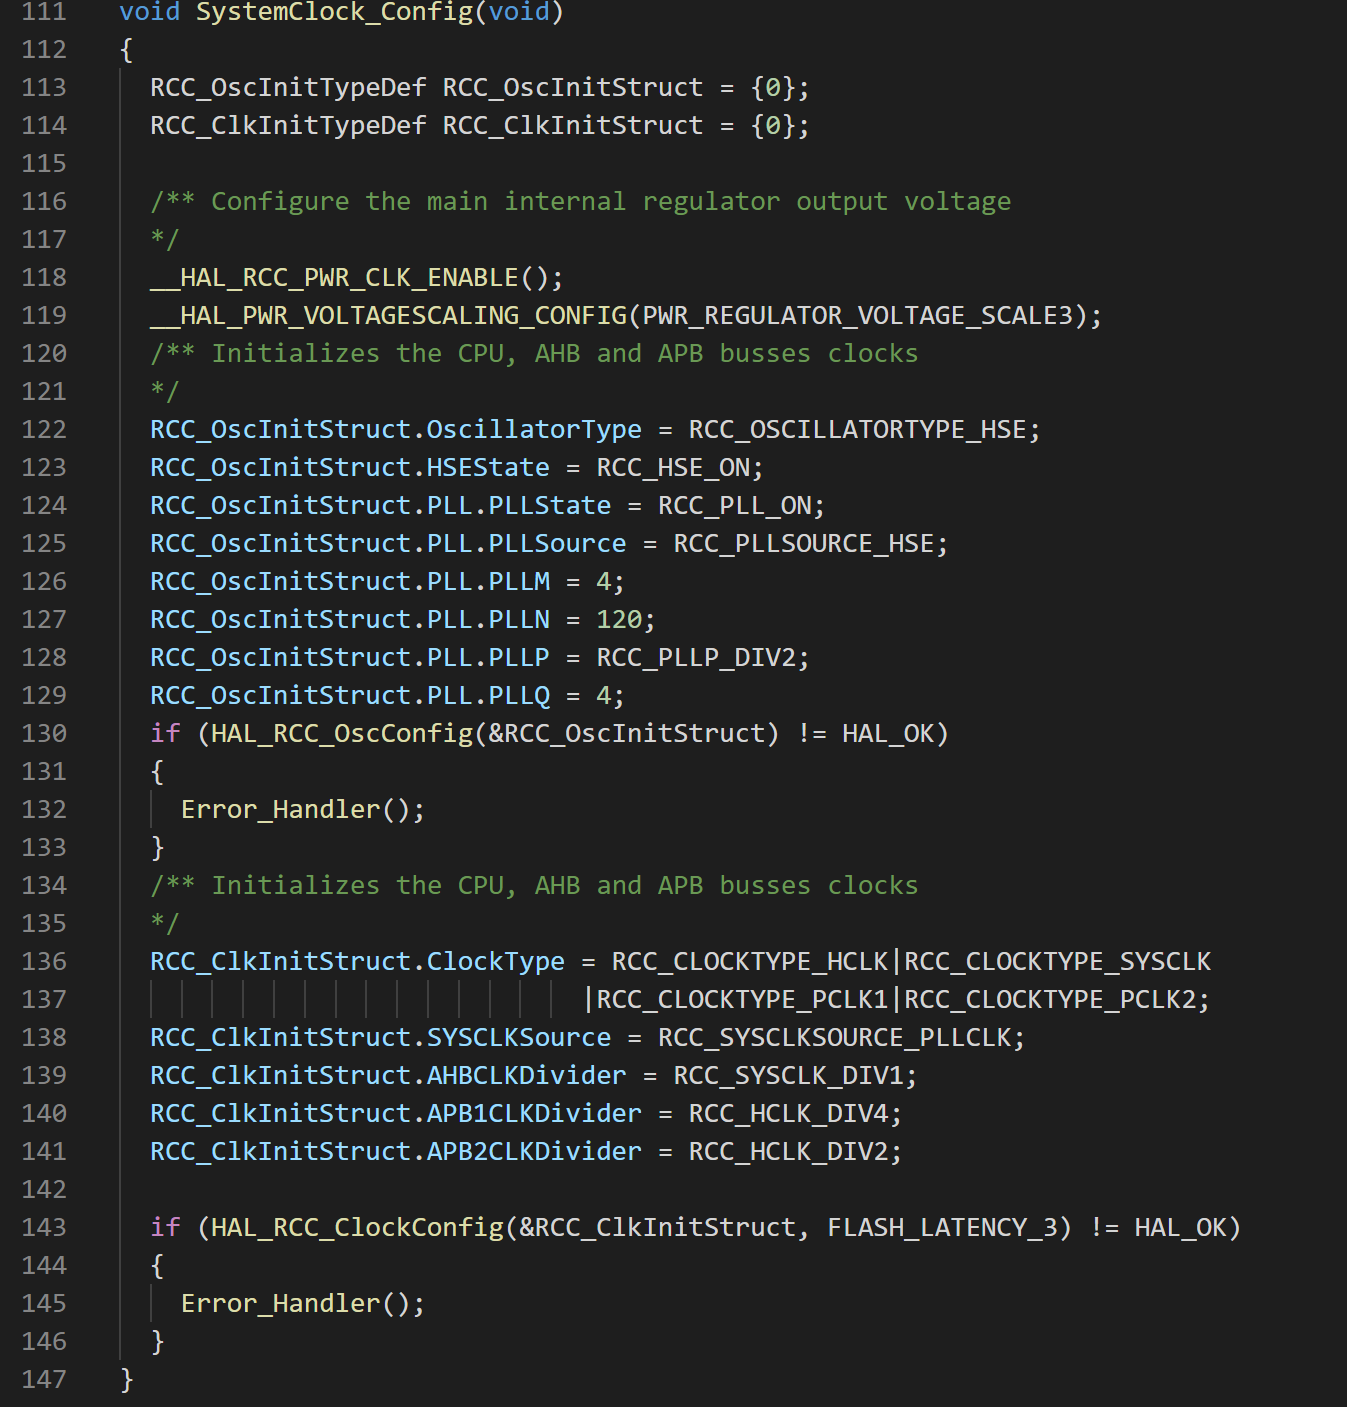 111 void SystemClock_Config(void)
112 {
113   RCC_OscInitTypeDef RCC_OscInitStruct = {0};
114   RCC_ClkInitTypeDef RCC_ClkInitStruct = {0};
115
116   /** Configure the main internal regulator output voltage
117   */
118   __HAL_RCC_PWR_CLK_ENABLE();
119   __HAL_PWR_VOLTAGESCALING_CONFIG(PWR_REGULATOR_VOLTAGE_SCALE3);
120   /** Initializes the CPU, AHB and APB busses clocks
121   */
122   RCC_OscInitStruct.OscillatorType = RCC_OSCILLATORTYPE_HSE;
123   RCC_OscInitStruct.HSEState = RCC_HSE_ON;
124   RCC_OscInitStruct.PLL.PLLState = RCC_PLL_ON;
125   RCC_OscInitStruct.PLL.PLLSource = RCC_PLLSOURCE_HSE;
126   RCC_OscInitStruct.PLL.PLLM = 4;
127   RCC_OscInitStruct.PLL.PLLN = 120;
128   RCC_OscInitStruct.PLL.PLLP = RCC_PLLP_DIV2;
129   RCC_OscInitStruct.PLL.PLLQ = 4;
130   if (HAL_RCC_OscConfig(&RCC_OscInitStruct) != HAL_OK)
131   {
132     Error_Handler();
133   }
134   /** Initializes the CPU, AHB and APB busses clocks
135   */
136   RCC_ClkInitStruct.ClockType = RCC_CLOCKTYPE_HCLK|RCC_CLOCKTYPE_SYSCLK
137                               |RCC_CLOCKTYPE_PCLK1|RCC_CLOCKTYPE_PCLK2;
138   RCC_ClkInitStruct.SYSCLKSource = RCC_SYSCLKSOURCE_PLLCLK;
139   RCC_ClkInitStruct.AHBCLKDivider = RCC_SYSCLK_DIV1;
140   RCC_ClkInitStruct.APB1CLKDivider = RCC_HCLK_DIV4;
141   RCC_ClkInitStruct.APB2CLKDivider = RCC_HCLK_DIV2;
142
143   if (HAL_RCC_ClockConfig(&RCC_ClkInitStruct, FLASH_LATENCY_3) != HAL_OK)
144   {
145     Error_Handler();
146   }
147 }